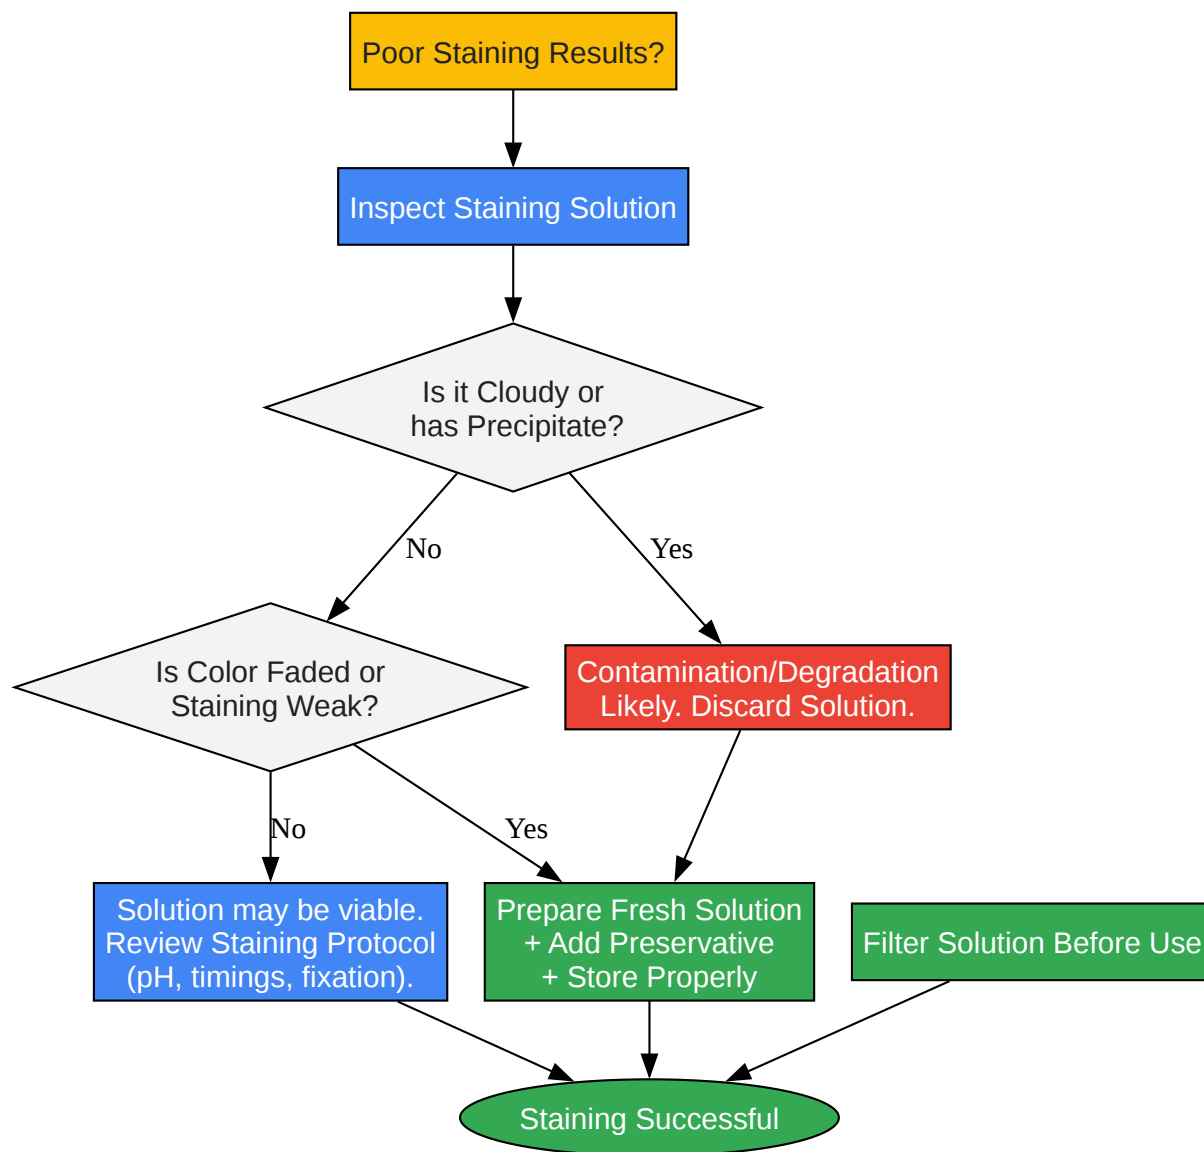 Poor Staining Results?
Inspect Staining Solution
Is it Cloudy or
has Precipitate?
No
Yes
Is Color Faded or
Staining Weak?
Contamination/Degradation
Likely. Discard Solution.
No
Yes
Solution may be viable.
Review Staining Protocol
(pH, timings, fixation).
Prepare Fresh Solution
+ Add Preservative
+ Store Properly
Filter Solution Before Use
Staining Successful